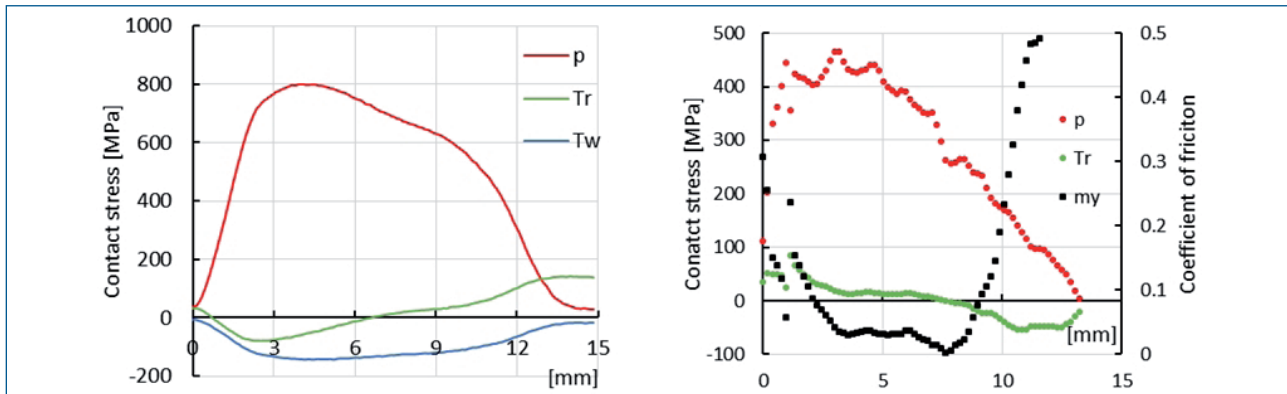 1000
800
600
400
200
0
-200
Contact stress [MPa]
p
Tr
Tw
0 3 6 9 12 15
[mm]
500
400
300
200
100
0
-100
Conatct stress [MPa]
p
Tr
my
0.5
0.4
0.3
0.2
0.1
0
Coefficient of friciton
[mm]
0 5 10 15